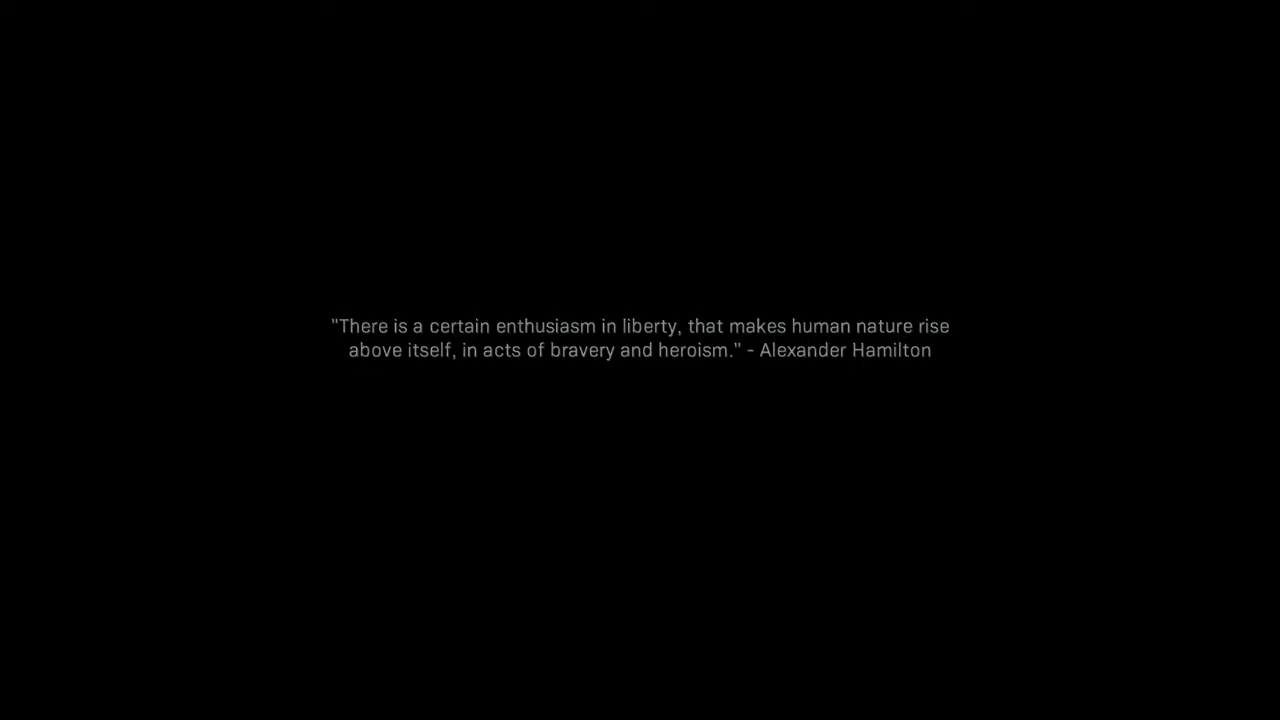 "There is a certain enthusiasm in liberty, that makes human nature rise
above itself, in acts of bravery and heroism." - Alexander Hamilton